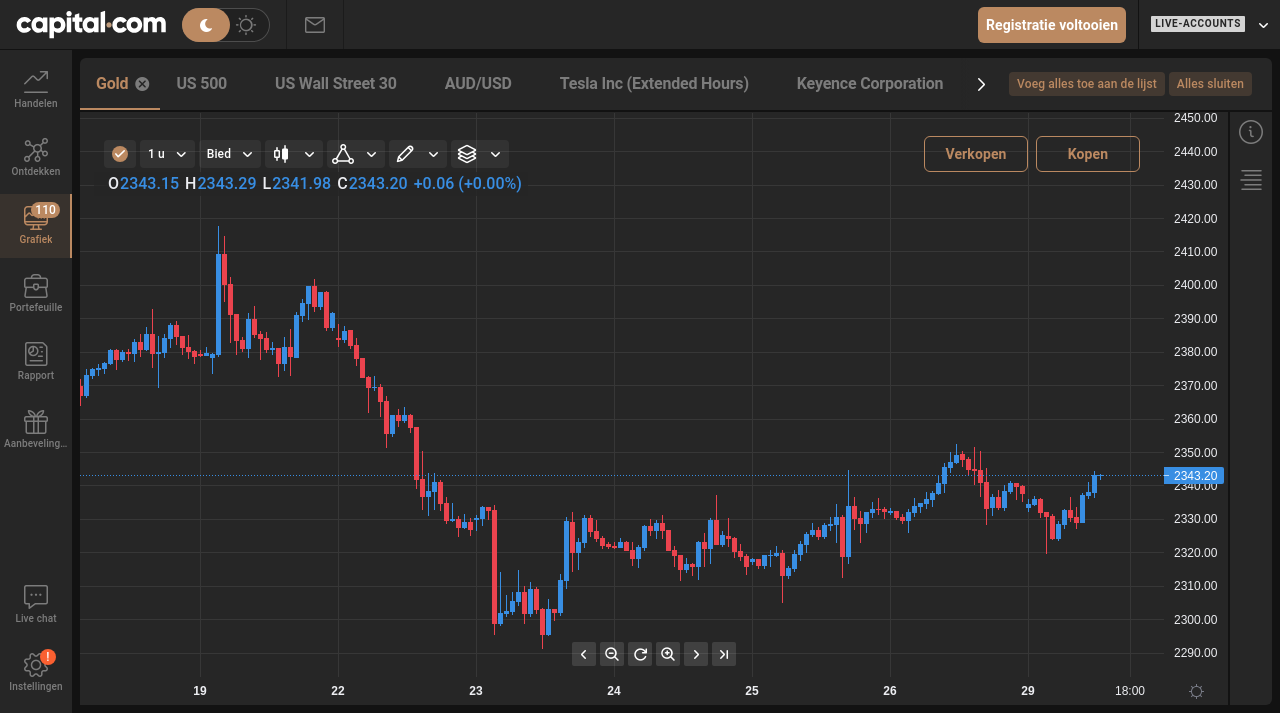 capital.com
Registratie voltooien
LIVE-ACCOUNTS
Handelen
Ontdekken
110
Grafiek
Portefeuille
Rapport
Aanbeveling...
Live chat
!
Instellingen
Gold US 500 US Wall Street 30 AUD/USD Tesla Inc (Extended Hours) Keyence Corporation
Voeg alles toe aan de lijst Alles sluiten
1 u Bied
Verkopen Kopen
O2343.15 H2343.29 L2341.98 C2343.20 +0.06 (+0.00%)
2450.00
2440.00
2430.00
2420.00
2410.00
2400.00
2390.00
2380.00
2370.00
2360.00
2350.00
2343.20
2340.00
2330.00
2320.00
2310.00
2300.00
2290.00
19 22 23 24 25 26 29 18:00